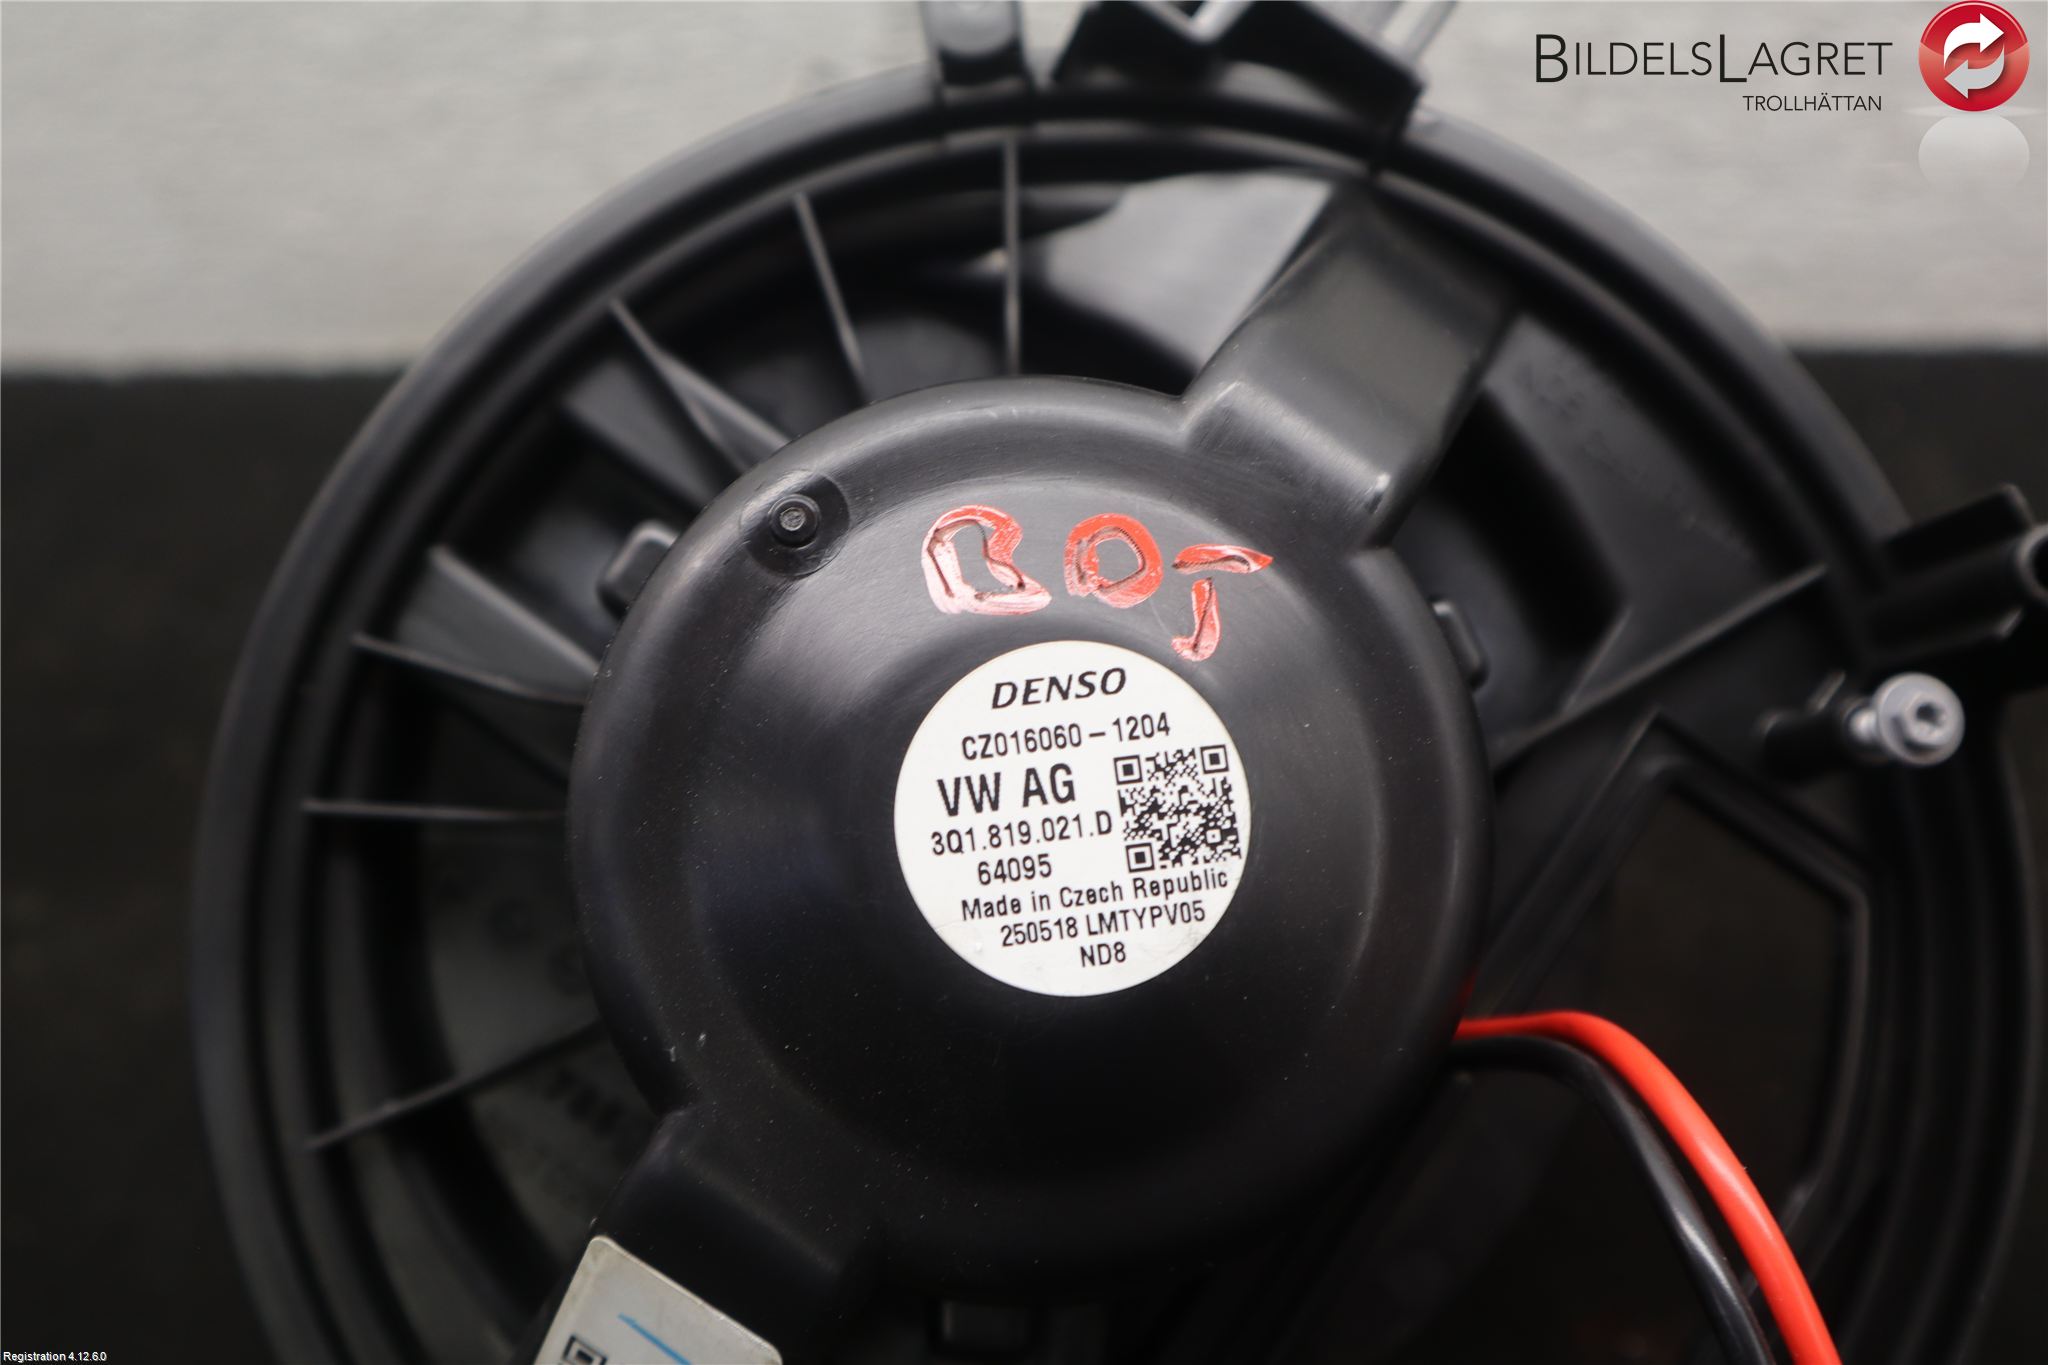 BILDELSLAGRET
TROLLHÄTTAN
BOJ
DENSO
CZ016060-1204
VW AG
3Q1.819.021.D
64095
Made in Czech Republic
250518 LMTYPV05
ND8
Registration 4.12.6.0